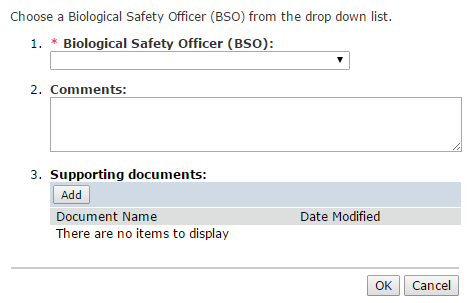 Choose a Biological Safety Officer (BSO) from the drop down list.
1. * Biological Safety Officer (BSO):
2. Comments:
3. Supporting documents:
Add
Document Name Date Modified
There are no items to display
OK Cancel